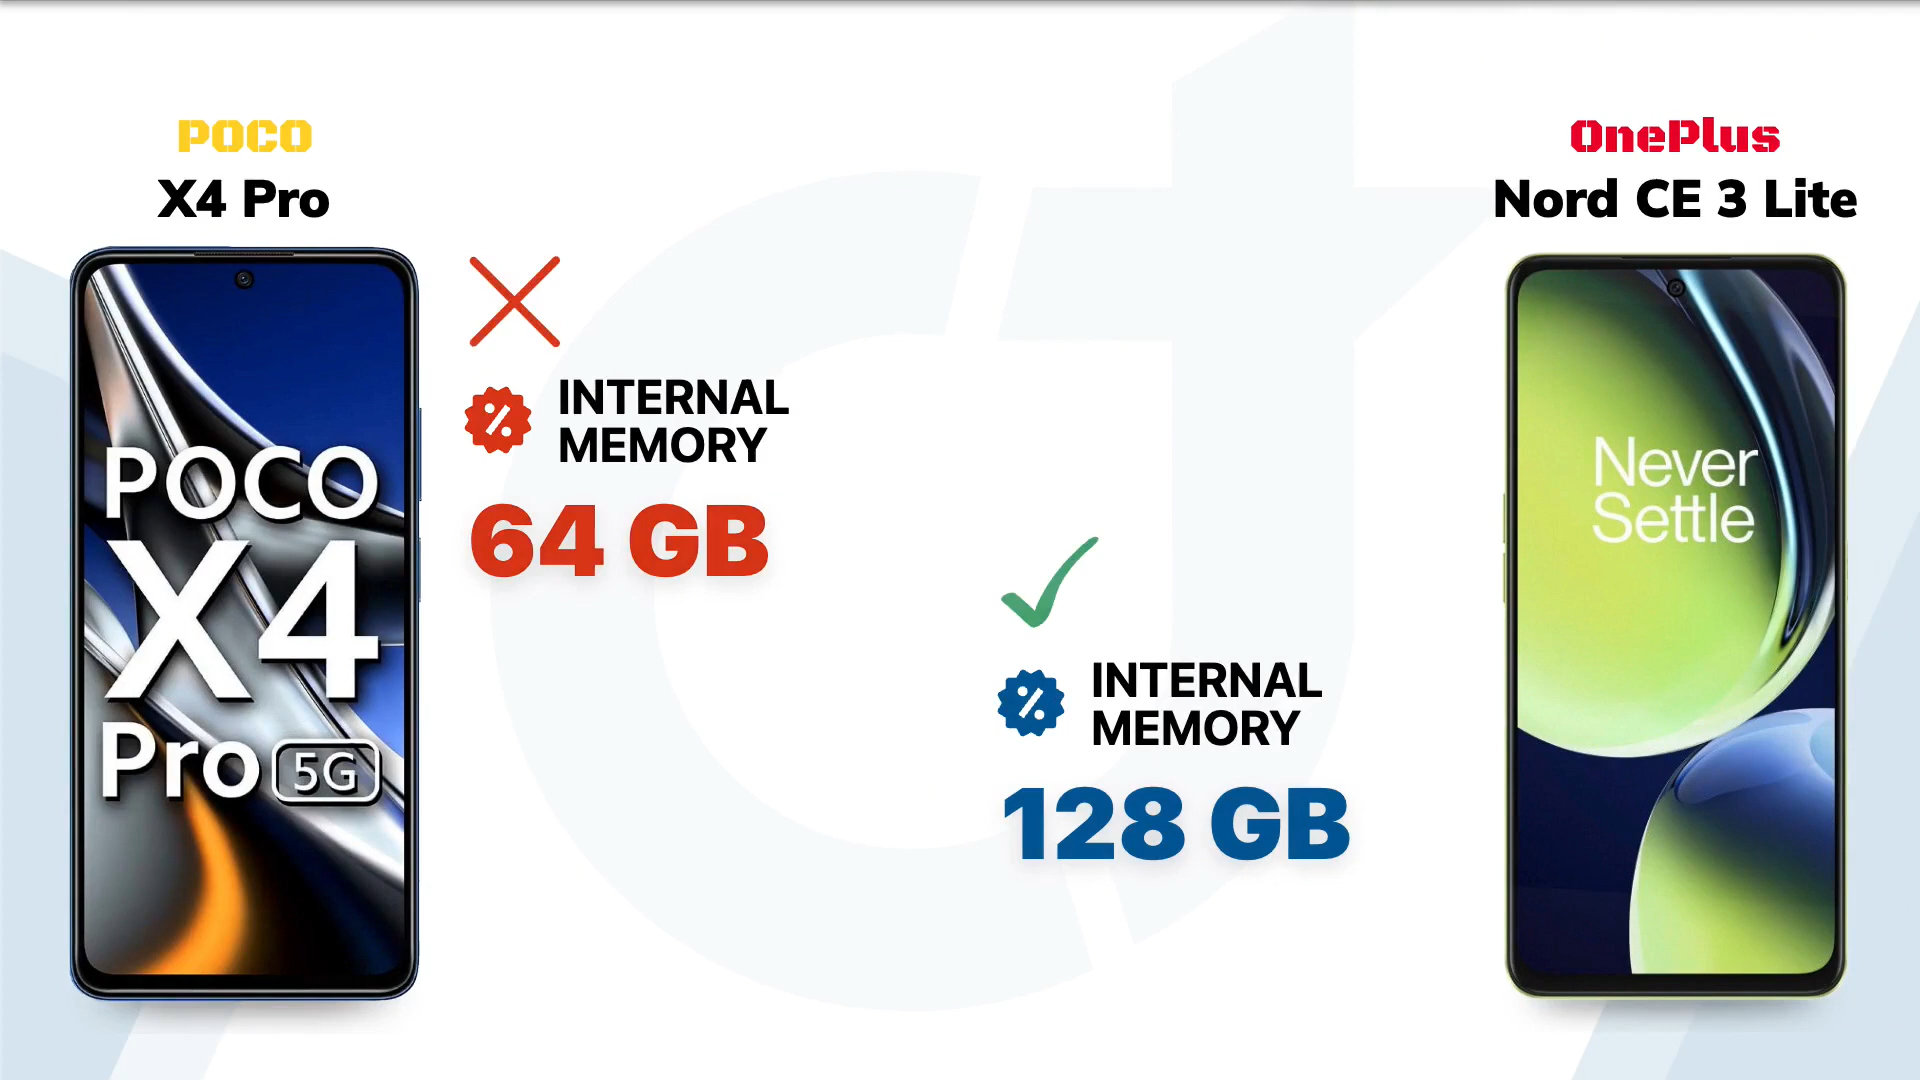 POCO
X4 Pro
OnePlus
Nord CE 3 Lite
POCO
X4
Pro 5G
INTERNAL
MEMORY
64 GB
INTERNAL
MEMORY
128 GB
Never
Settle